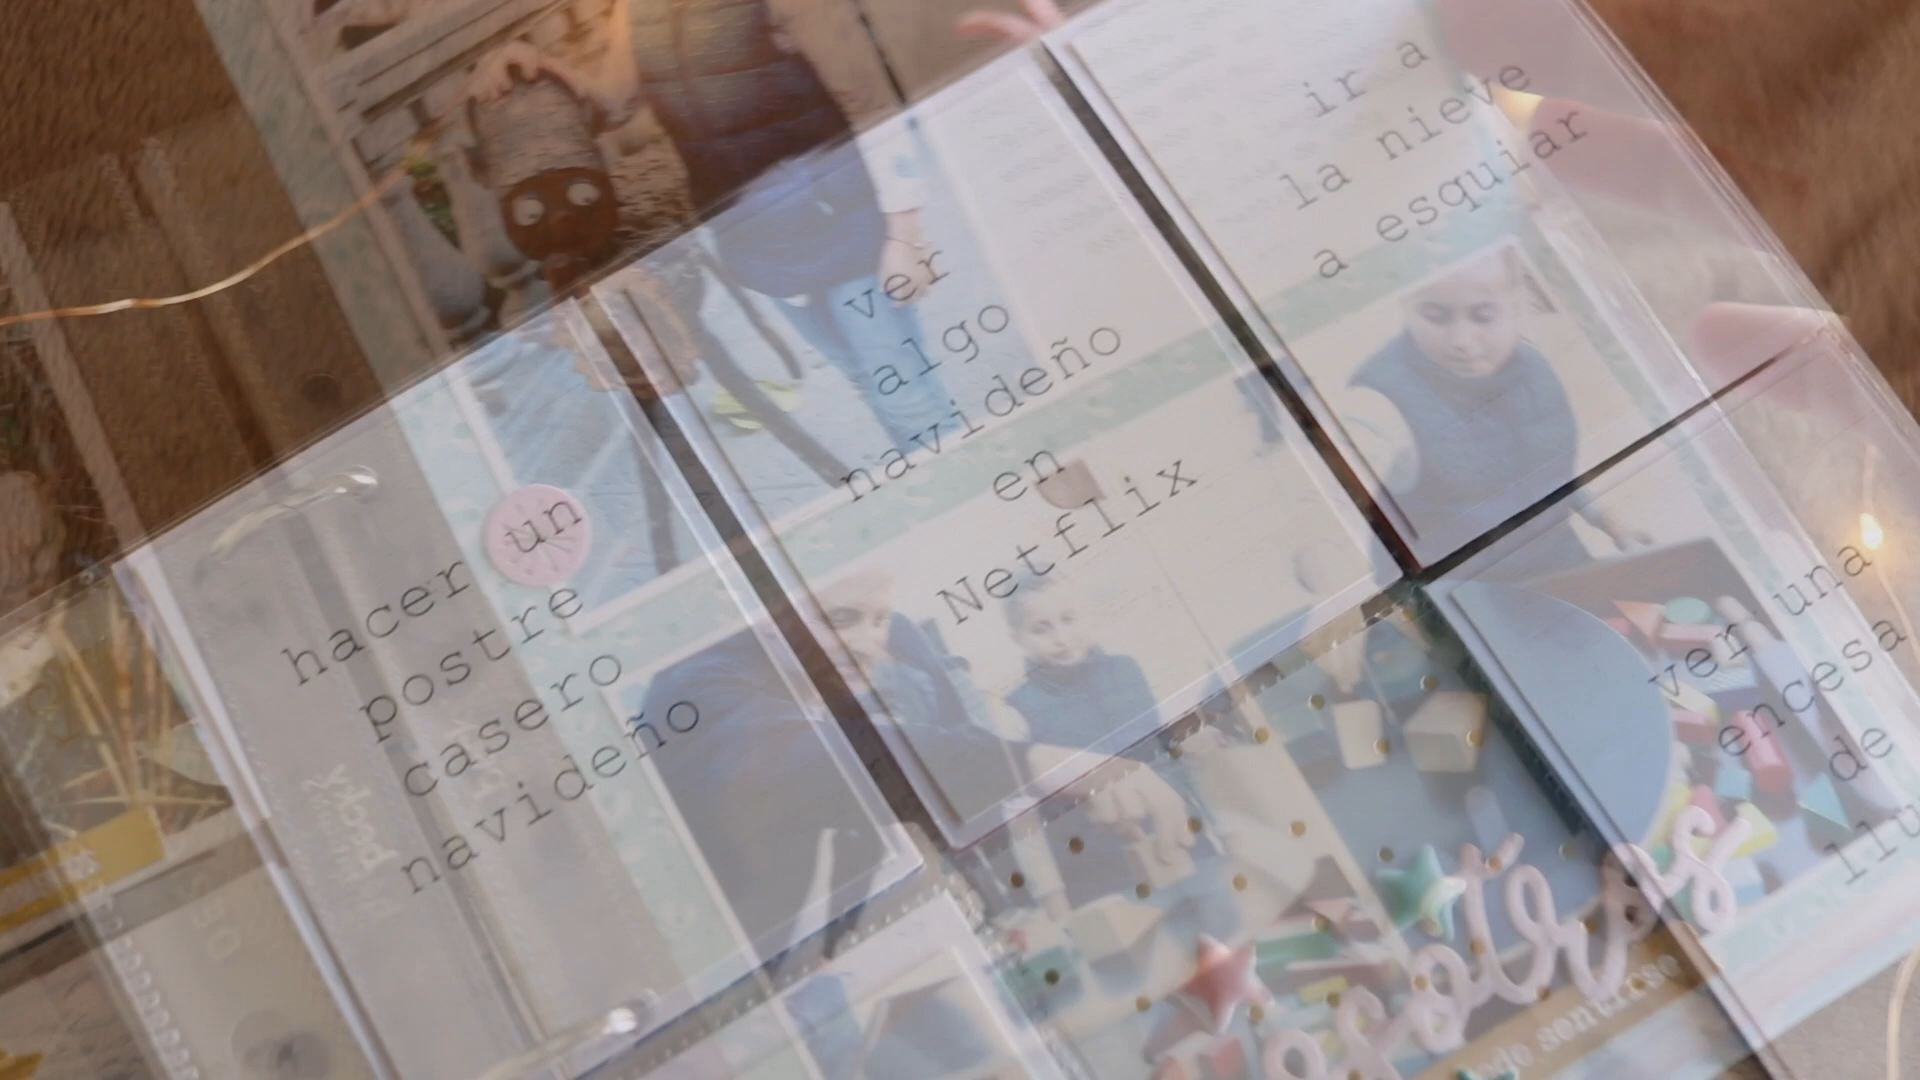 hacer un
postre
casero
navideño
ver
algo
navideño
en
Netflix
ir a
la nieve
a esquiar
ver una
encesa
de